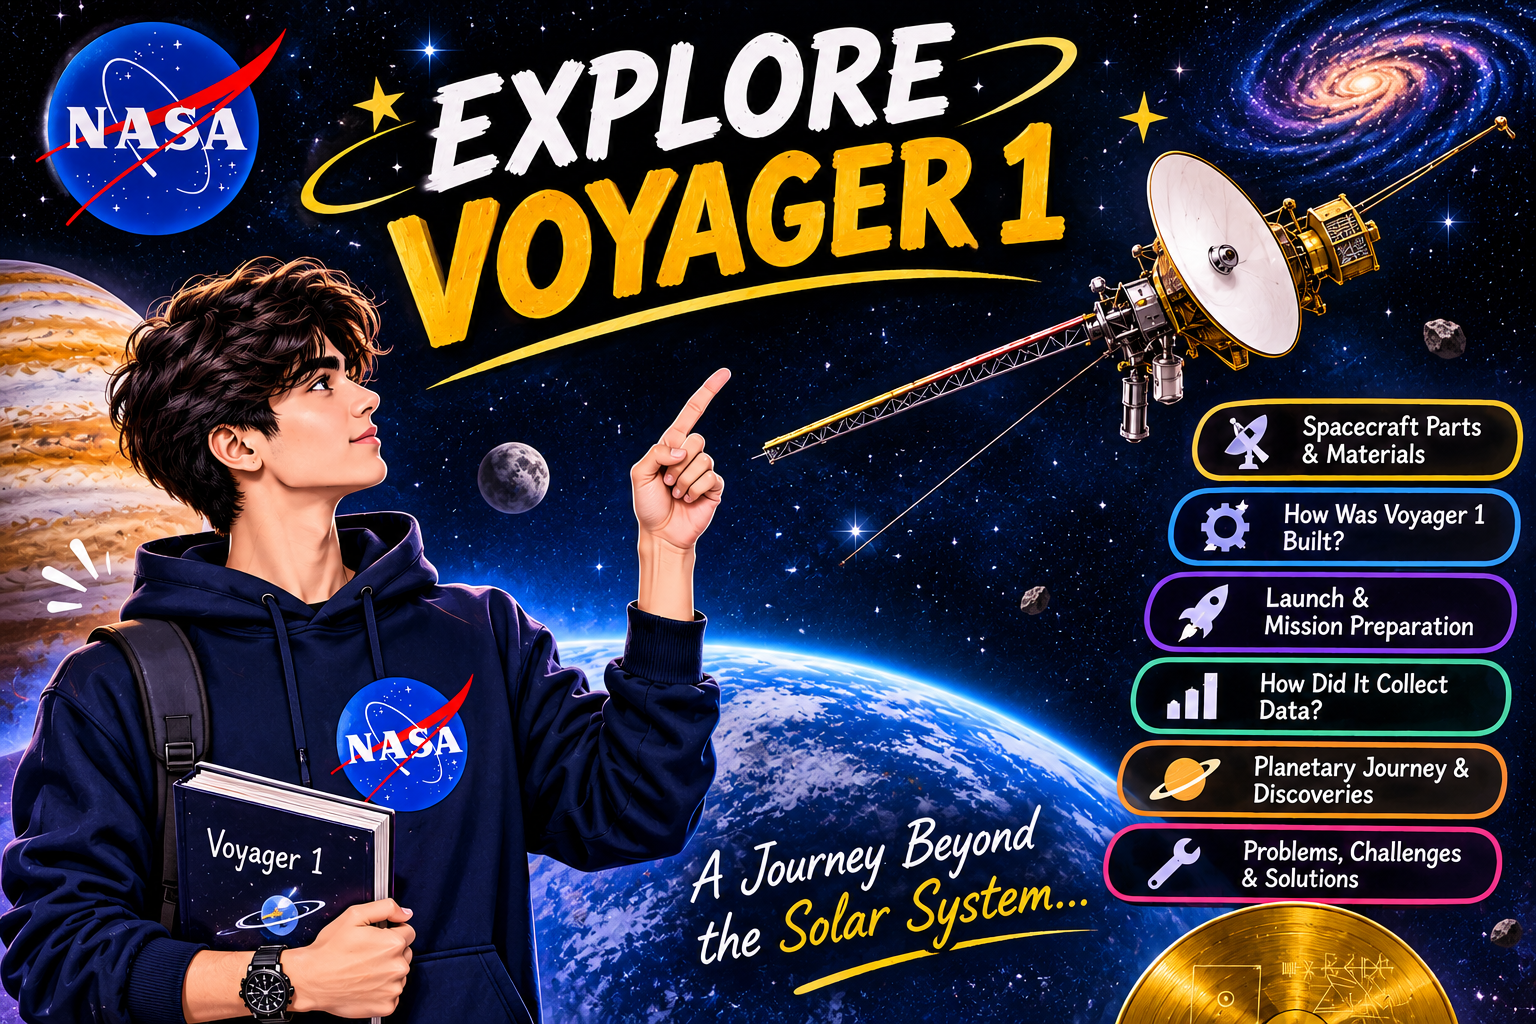 NASA
EXPLORE
VOYAGER 1
Spacecraft Parts
& Materials
How Was Voyager 1
Built?
Launch &
Mission Preparation
How Did It Collect
Data?
Planetary Journey &
Discoveries
Problems, Challenges
& Solutions
NASA
Voyager 1
A Journey Beyond
the Solar System...